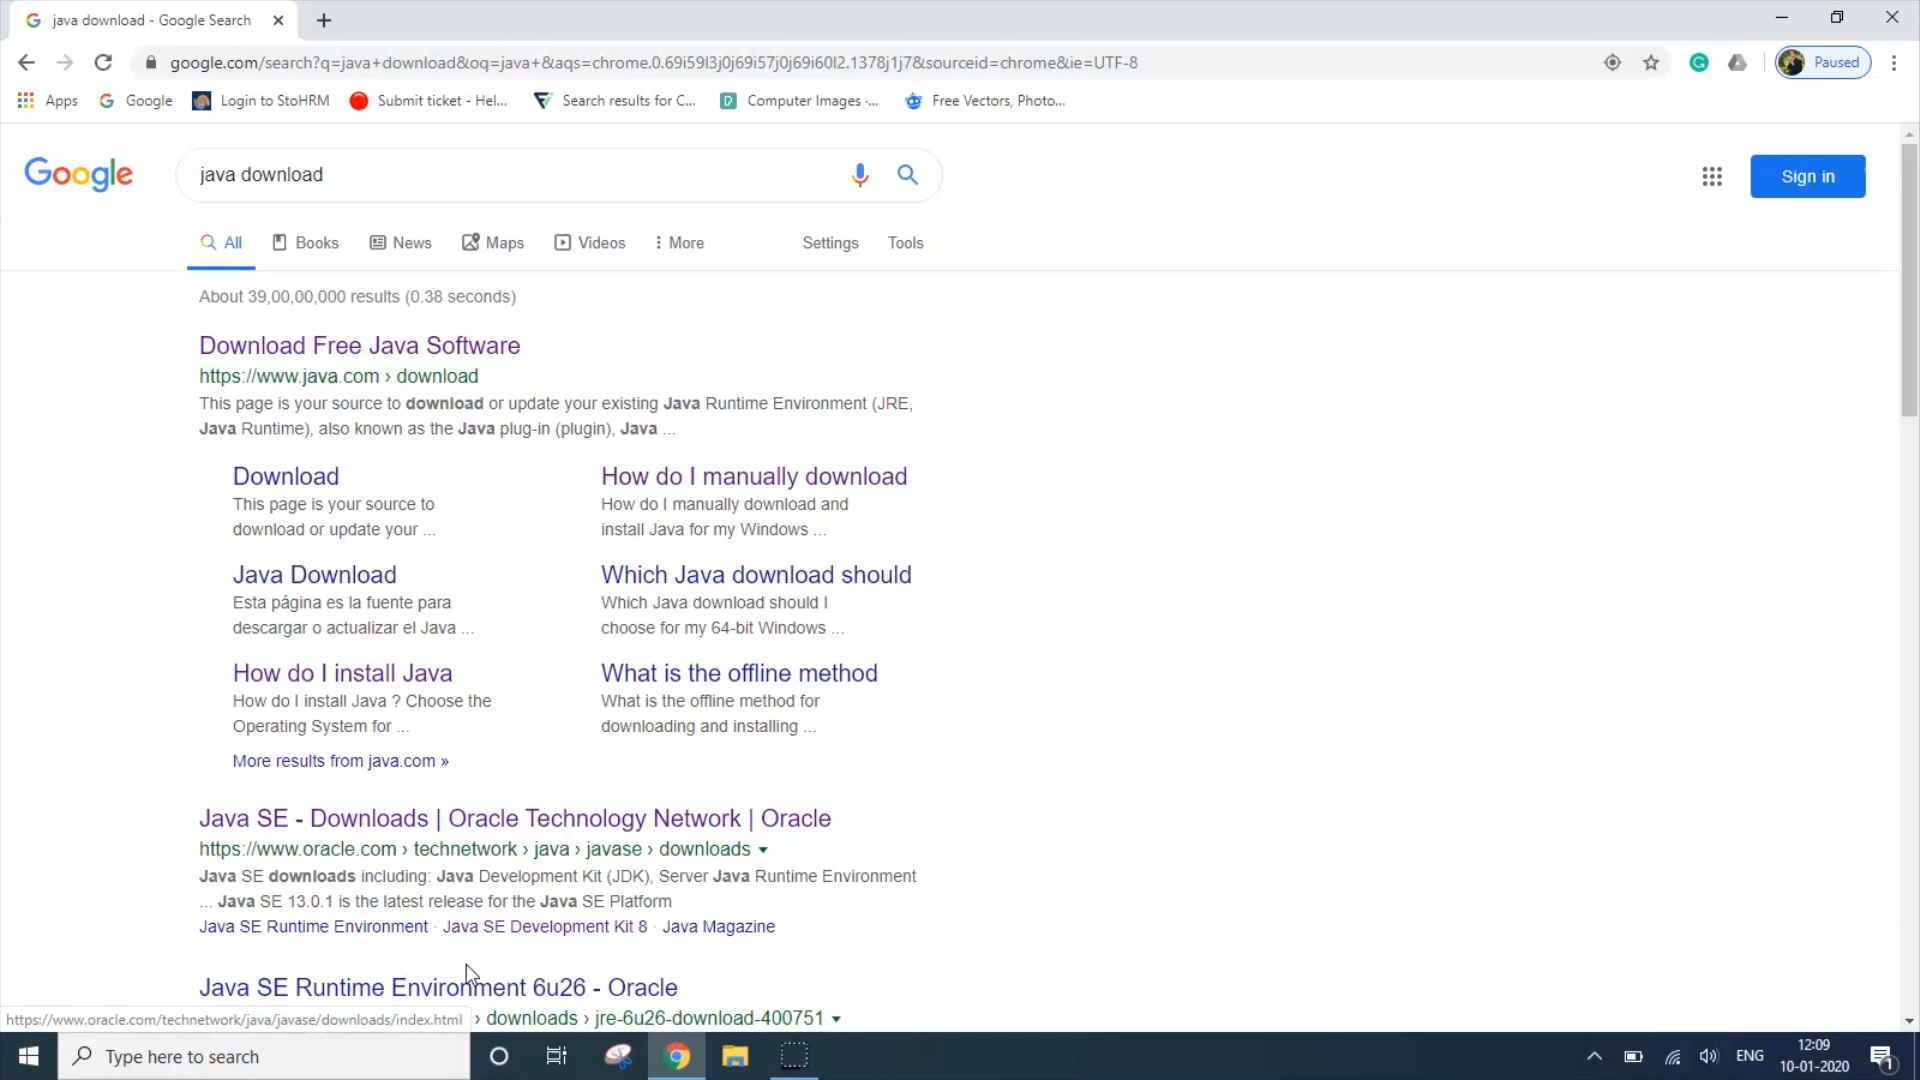 java download - Google Search
google.com/search?q=java+download&oq=java+&aqs=chrome.0.69i59l3j0j69i57j0j69i60l2.1378j1j7&sourceid=chrome&ie=UTF-8
Paused
Apps Google Login to StoHRM Submit ticket - Hel... Search results for C... Computer Images -... Free Vectors, Photo...
Google
java download
Sign in
All Books News Maps Videos More Settings Tools
About 39,00,00,000 results (0.38 seconds)
Download Free Java Software
https://www.java.com › download
This page is your source to download or update your existing Java Runtime Environment (JRE,
Java Runtime), also known as the Java plug-in (plugin), Java ...
Download
This page is your source to
download or update your ...
How do I manually download
How do I manually download and
install Java for my Windows ...
Java Download
Esta página es la fuente para
descargar o actualizar el Java ...
Which Java download should
Which Java download should I
choose for my 64-bit Windows ...
How do I install Java
How do I install Java ? Choose the
Operating System for ...
What is the offline method
What is the offline method for
downloading and installing ...
More results from java.com »
Java SE - Downloads | Oracle Technology Network | Oracle
https://www.oracle.com › technetwork › java › javase › downloads
Java SE downloads including: Java Development Kit (JDK), Server Java Runtime Environment
... Java SE 13.0.1 is the latest release for the Java SE Platform
Java SE Runtime Environment · Java SE Development Kit 8 · Java Magazine
Java SE Runtime Environment 6u26 - Oracle
› downloads › jre-6u26-download-400751
https://www.oracle.com/technetwork/java/javase/downloads/index.html
Type here to search
ENG
12:09
10-01-2020
1